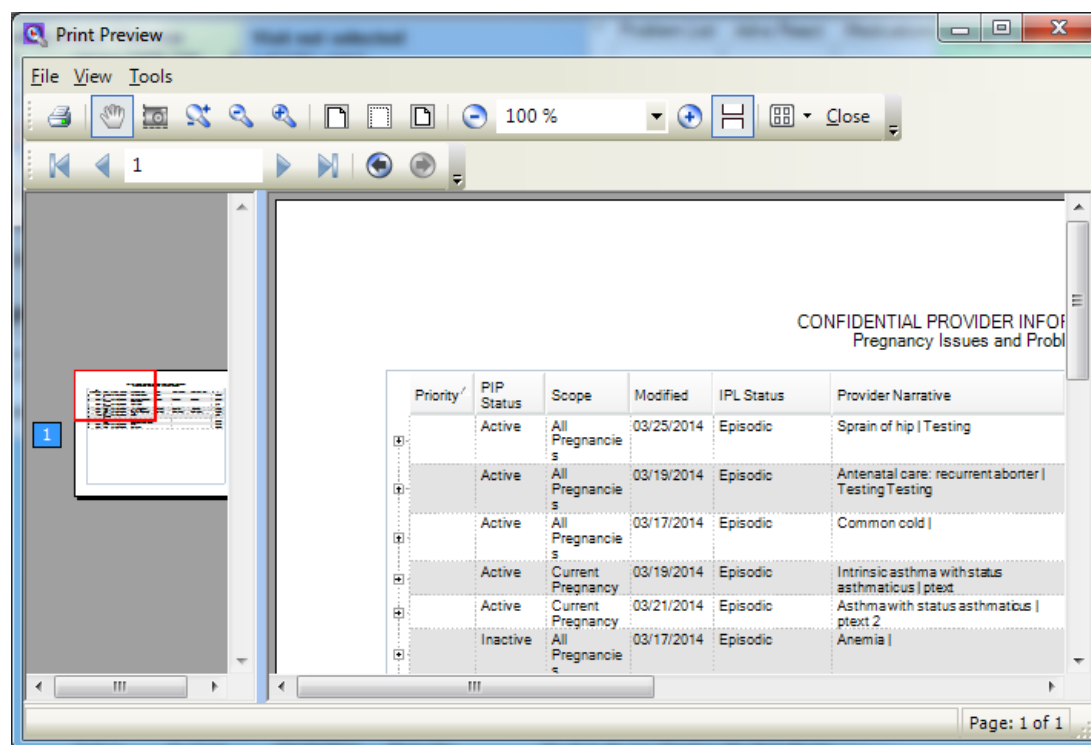 Print Preview
File View Tools
100 % Close
1
CONFIDENTIAL PROVIDER INFOR
Pregnancy Issues and Probl
Priority PIP Status Scope Modified IPL Status Provider Narrative
Active All Pregnancies 03/25/2014 Episodic Sprain of hip | Testing
Active All Pregnancies 03/19/2014 Episodic Antenatal care: recurrent aborter | Testing Testing
Active All Pregnancies 03/17/2014 Episodic Common cold |
Active Current Pregnancy 03/19/2014 Episodic Intrinsic asthma with status asthmaticus | ptext
Active Current Pregnancy 03/21/2014 Episodic Asthma with status asthmaticus | ptext 2
Inactive All Pregnancies 03/17/2014 Episodic Anemia |
1
Page: 1 of 1